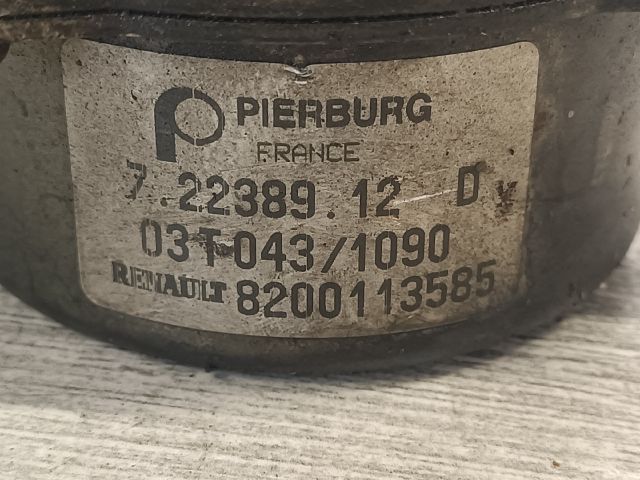 PIERBURG
FRANCE
7.22389.12 D
03T043/1090
RENAULT 8200113585